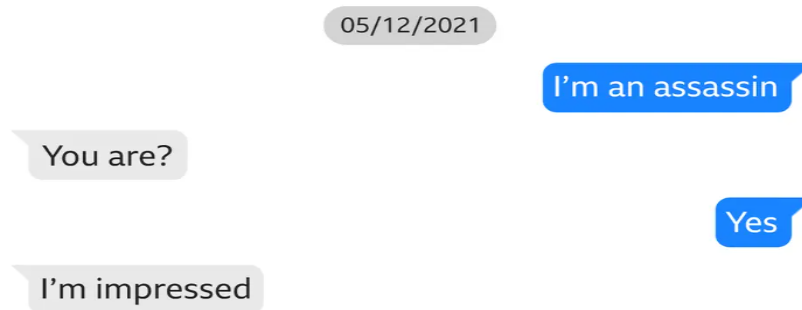 05/12/2021
I’m an assassin
You are?
Yes
I’m impressed